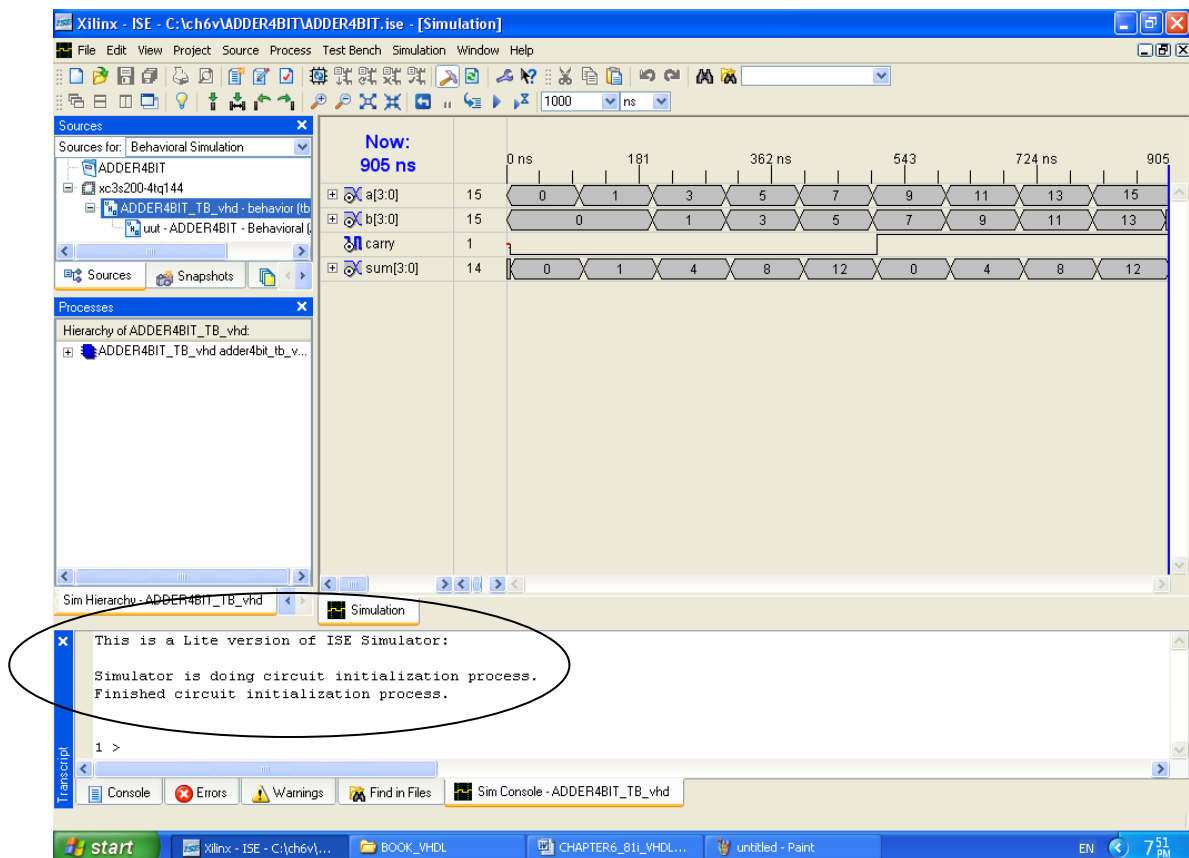 Xilinx - ISE - C:\ch6v\ADDER4BIT\ADDER4BIT.ise - [Simulation]
File Edit View Project Source Process Test Bench Simulation Window Help
1000 ns
Sources
Sources for: Behavioral Simulation
ADDER4BIT
xc3s200-4tq144
ADDER4BIT_TB_vhd - behavior (tb
uut - ADDER4BIT - Behavioral (
Sources Snapshots
Processes
Hierarchy of ADDER4BIT_TB_vhd:
ADDER4BIT_TB_vhd adder4bit_tb_v...
Sim Hierarchy - ADDER4BIT_TB_vhd
Now:
905 ns
0 ns 181 362 ns 543 724 ns 905
a[3:0] 15 0 1 3 5 7 9 11 13 15
b[3:0] 15 0 1 3 5 7 9 11 13
carry 1
sum[3:0] 14 0 1 4 8 12 0 4 8 12
Simulation
This is a Lite version of ISE Simulator:
Simulator is doing circuit initialization process.
Finished circuit initialization process.
1 >
Transcript
Console Errors Warnings Find in Files Sim Console - ADDER4BIT_TB_vhd
start Xilinx - ISE - C:\ch6v\... BOOK_VHDL CHAPTER6_81i_VHDL... untitled - Paint EN 7 51 PM